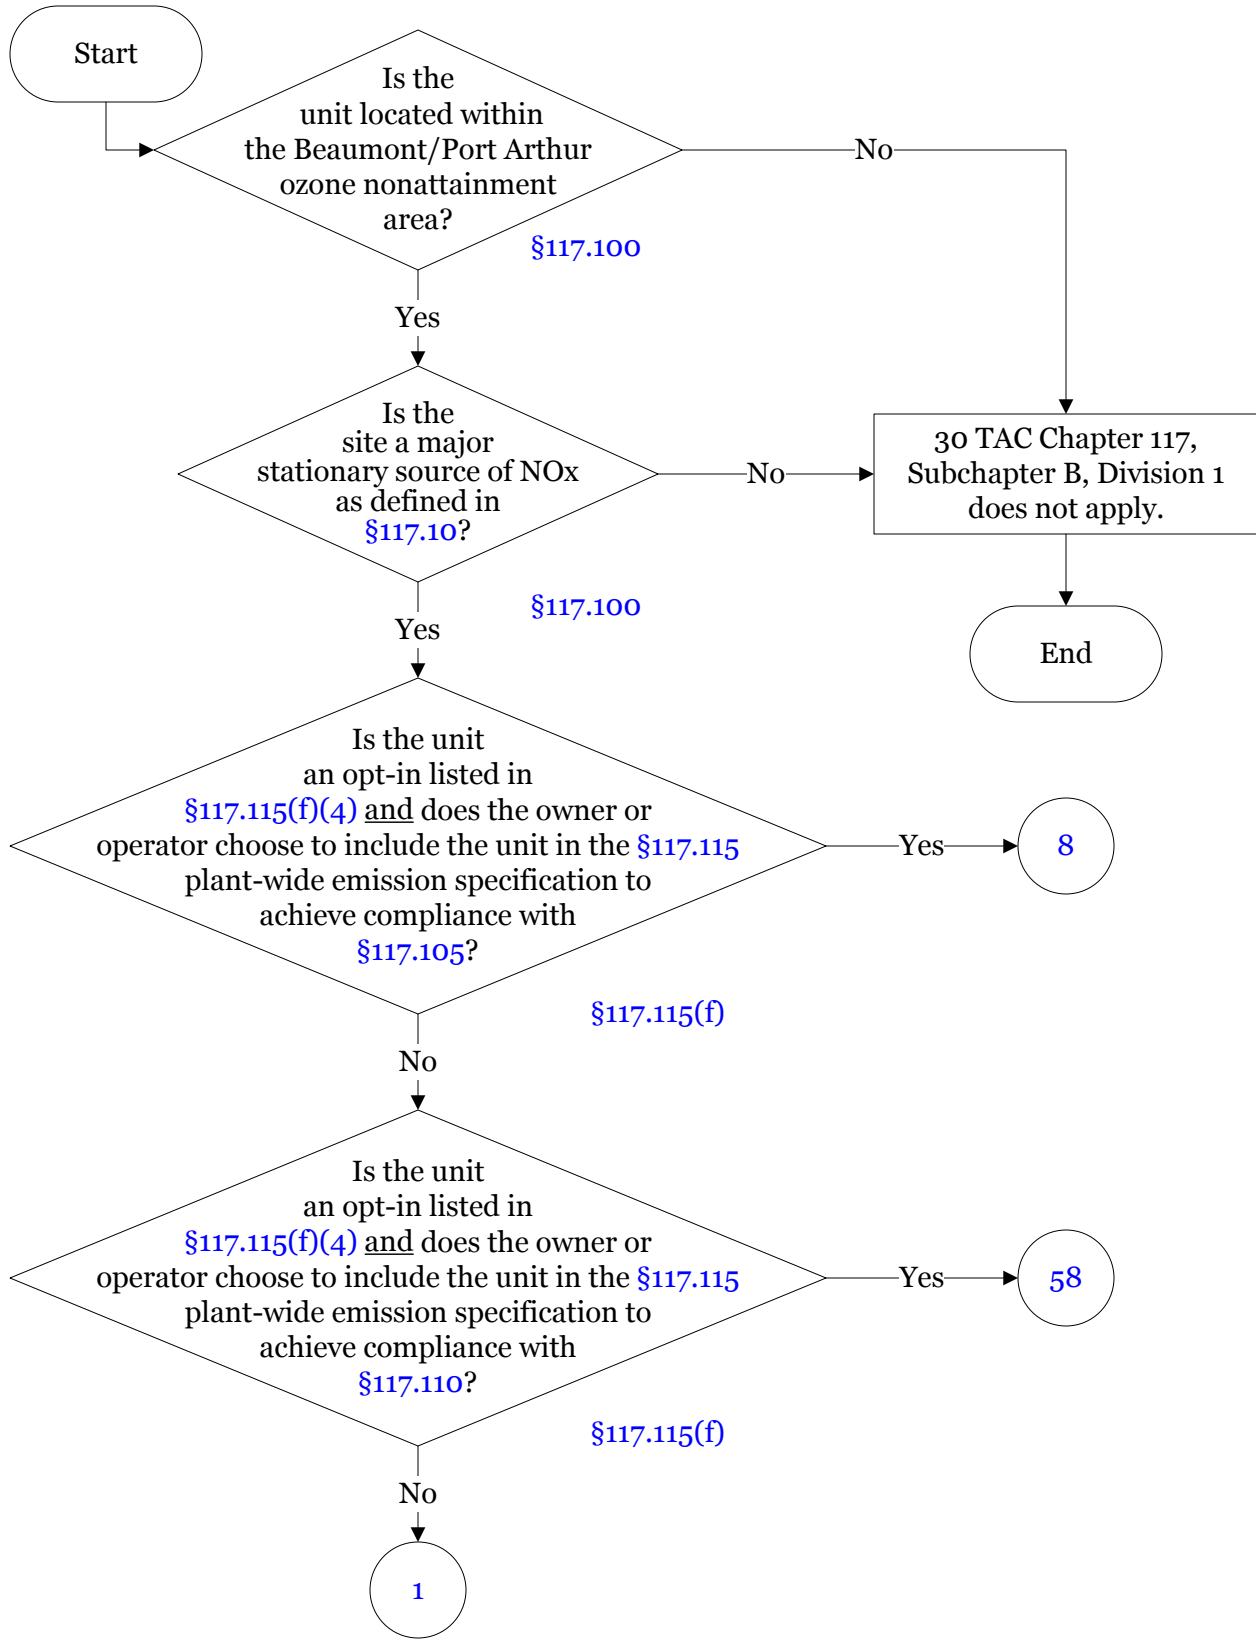 Start
Is the
unit located within
the Beaumont/Port Arthur
ozone nonattainment
area?
No
§117.100
Yes
Is the
site a major
stationary source of NOx
as defined in
§117.10?
No
30 TAC Chapter 117,
Subchapter B, Division 1
does not apply.
§117.100
Yes
End
Is the unit
an opt-in listed in
§117.115(f)(4) and does the owner or
operator choose to include the unit in the §117.115
plant-wide emission specification to
achieve compliance with
§117.105?
Yes
8
§117.115(f)
No
Is the unit
an opt-in listed in
§117.115(f)(4) and does the owner or
operator choose to include the unit in the §117.115
plant-wide emission specification to
achieve compliance with
§117.110?
Yes
58
§117.115(f)
No
1